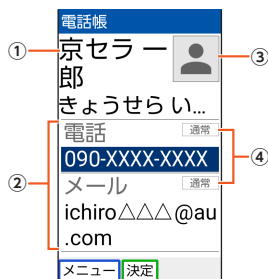 電話帳
① 京セラ 一 ③
郎
きょうせら い...
電話 通常
090-XXXX-XXXX ④
② メール 通常
ichiro△△△@au
.com
メニュー 決定